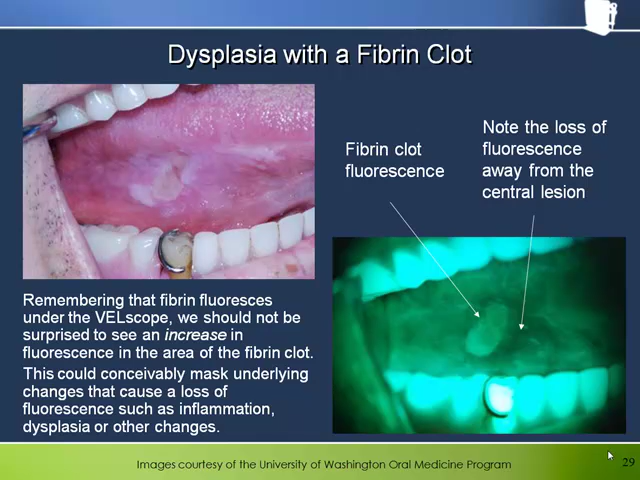 Dysplasia with a Fibrin Clot
Fibrin clot
fluorescence
Note the loss of
fluorescence
away from the
central lesion
Remembering that fibrin fluoresces
under the VELscope, we should not be
surprised to see an increase in
fluorescence in the area of the fibrin clot.
This could conceivably mask underlying
changes that cause a loss of
fluorescence such as inflammation,
dysplasia or other changes.
Images courtesy of the University of Washington Oral Medicine Program
29